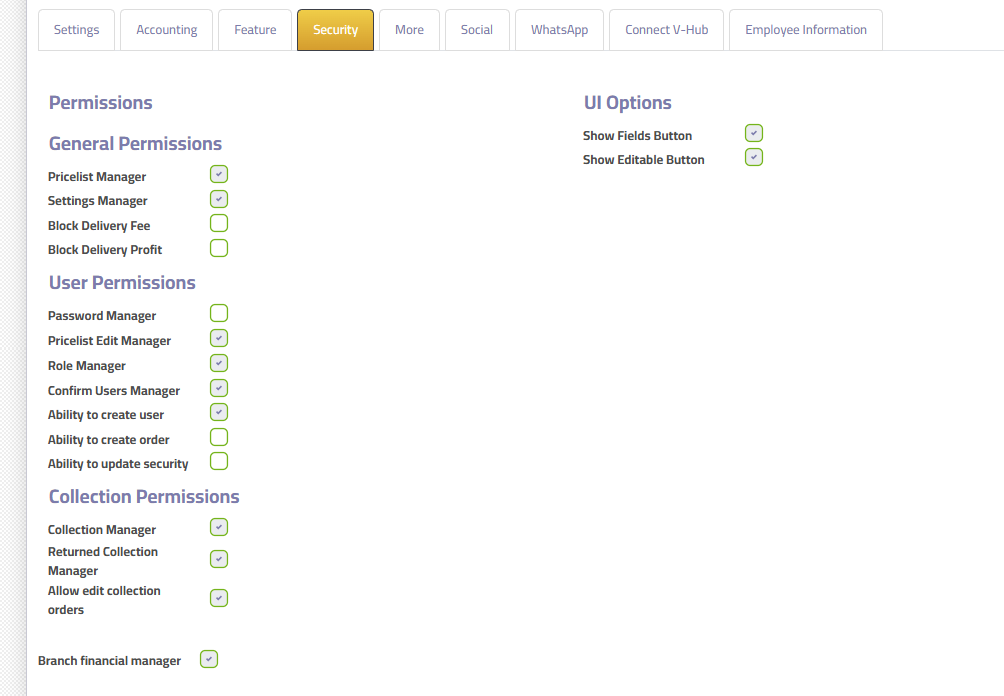 Settings
Accounting
Feature
Security
More
Social
WhatsApp
Connect V-Hub
Employee Information
Permissions
General Permissions
Pricelist Manager
Settings Manager
Block Delivery Fee
Block Delivery Profit
User Permissions
Password Manager
Pricelist Edit Manager
Role Manager
Confirm Users Manager
Ability to create user
Ability to create order
Ability to update security
Collection Permissions
Collection Manager
Returned Collection
Manager
Allow edit collection
orders
Branch financial manager
UI Options
Show Fields Button
Show Editable Button